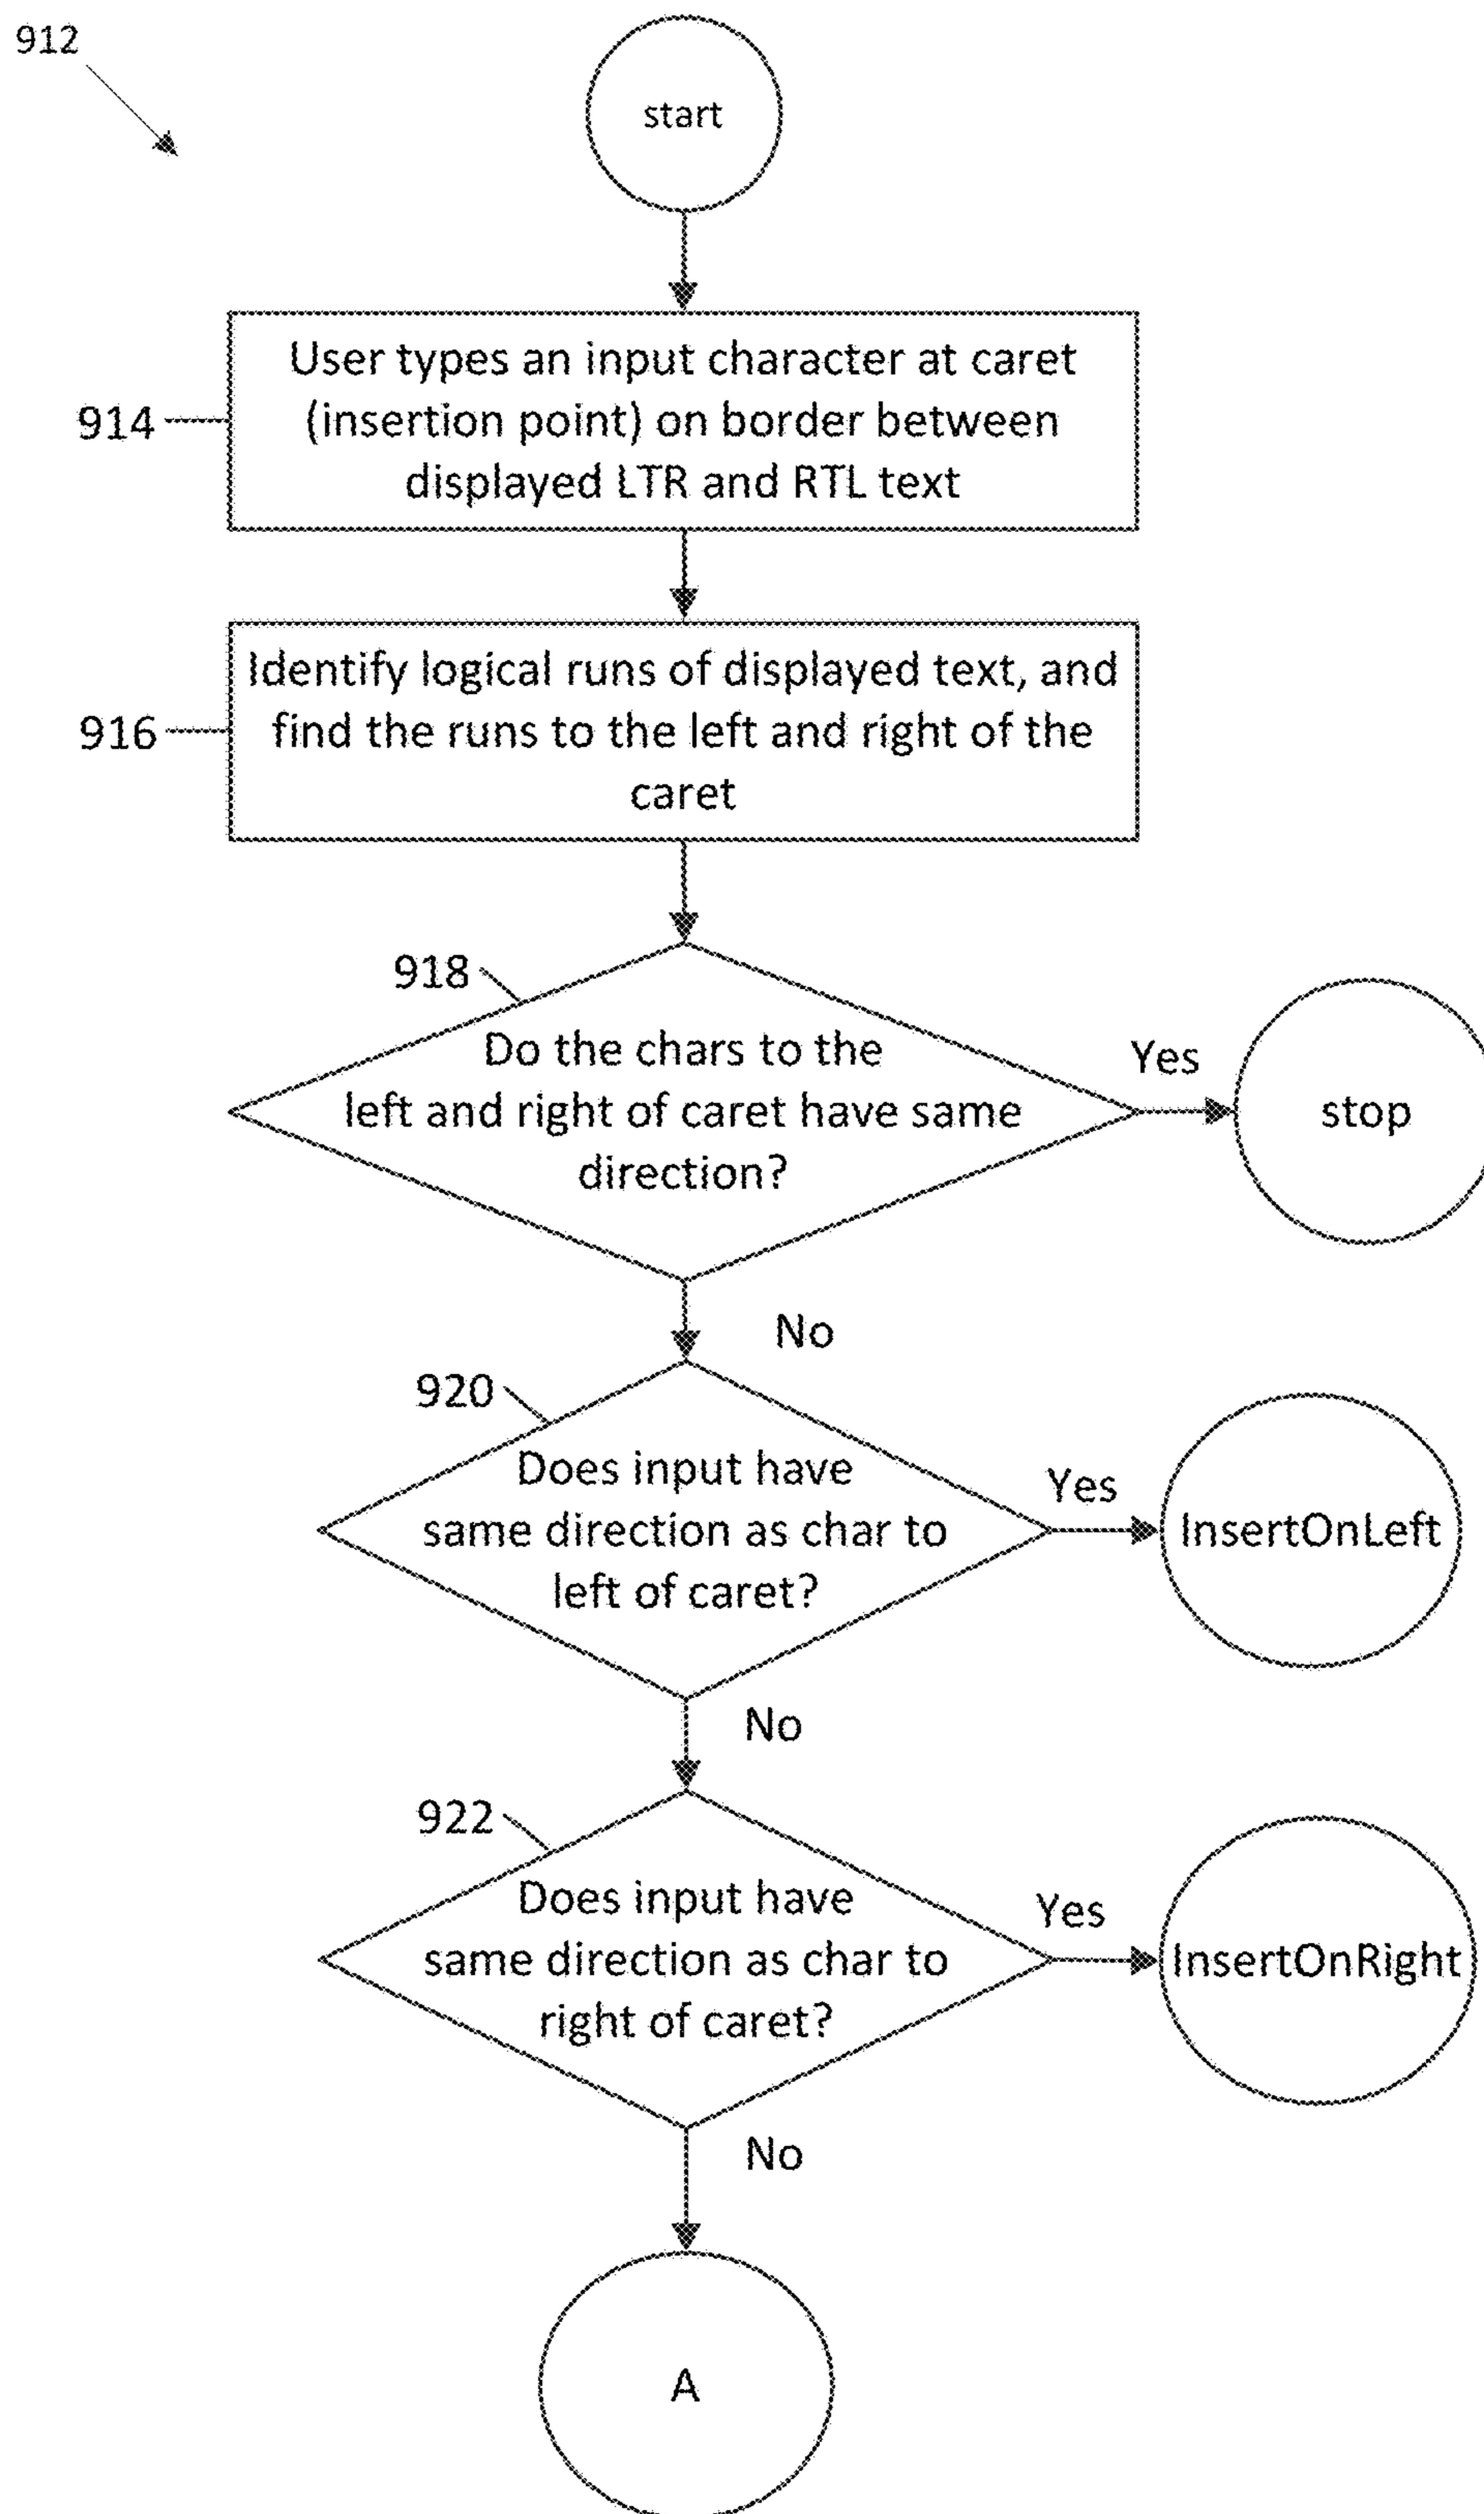 912
start
914
User types an input character at caret
(insertion point) on border between
displayed LTR and RTL text
916
Identify logical runs of displayed text, and
find the runs to the left and right of the
caret
918
Do the chars to the
left and right of caret have same
direction?
Yes
stop
No
920
Does input have
same direction as char to
left of caret?
Yes
InsertOnLeft
No
922
Does input have
same direction as char to
right of caret?
Yes
InsertOnRight
No
A